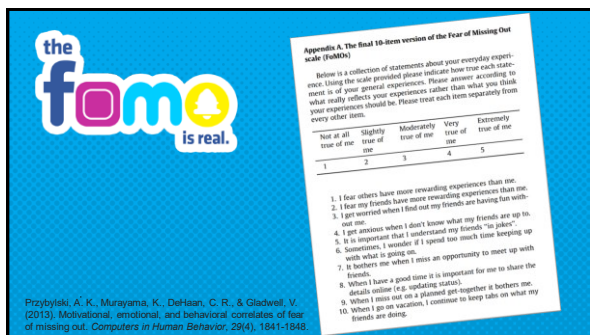 the
fomo
is real.
Appendix A. The final 10-item version of the Fear of Missing Out
scale (FoMOs)
Below is a collection of statements about your everyday experi-
ence. Using the scale provided please indicate how true each state-
ment is of your general experiences. Please answer according to
what really reflects your experiences rather than what you think
your experiences should be. Please treat each item separately from
every other item.
Not at all true of me
Slightly true of me
Moderately true of me
Very true of me
Extremely true of me
1 2 3 4 5
1. I fear others have more rewarding experiences than me.
2. I fear my friends have more rewarding experiences than me.
3. I get worried when I find out my friends are having fun with-
out me.
4. I get anxious when I don't know what my friends are up to.
5. It is important that I understand my friends "in jokes".
6. Sometimes, I wonder if I spend too much time keeping up
with what is going on.
7. It bothers me when I miss an opportunity to meet up with
friends.
8. When I have a good time it is important for me to share the
details online (e.g. updating status).
9. When I miss out on a planned get-together it bothers me.
10. When I go on vacation, I continue to keep tabs on what my
friends are doing.
Przybylski, A. K., Murayama, K., DeHaan, C. R., & Gladwell, V.
(2013). Motivational, emotional, and behavioral correlates of fear
of missing out. Computers in Human Behavior, 29(4), 1841-1848.